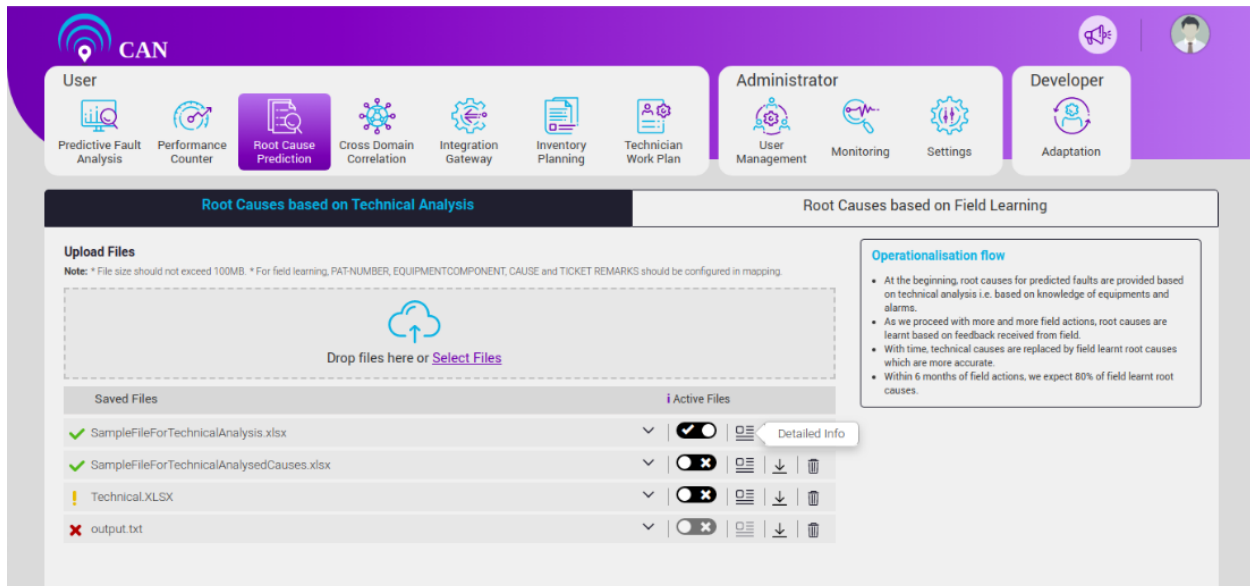 CAN
User
Administrator
Developer
Predictive Fault
Analysis
Performance
Counter
Root Cause
Prediction
Cross Domain
Correlation
Integration
Gateway
Inventory
Planning
Technician
Work Plan
User
Management
Monitoring
Settings
Adaptation
Root Causes based on Technical Analysis
Root Causes based on Field Learning
Upload Files
Note: * File size should not exceed 100MB. * For field learning, PAT-NUMBER, EQUIPMENTCOMPONENT, CAUSE and TICKET REMARKS should be configured in mapping.
Drop files here or Select Files
Saved Files
i Active Files
SampleFileForTechnicalAnalysis.xlsx
Detailed Info
SampleFileForTechnicalAnalysedCauses.xlsx
Technical.XLSX
output.txt
Operationalisation flow
• At the beginning, root causes for predicted faults are provided based
on technical analysis i.e. based on knowledge of equipments and
alarms.
• As we proceed with more and more field actions, root causes are
learnt based on feedback received from field.
• With time, technical causes are replaced by field learnt root causes
which are more accurate.
• Within 6 months of field actions, we expect 80% of field learnt root
causes.